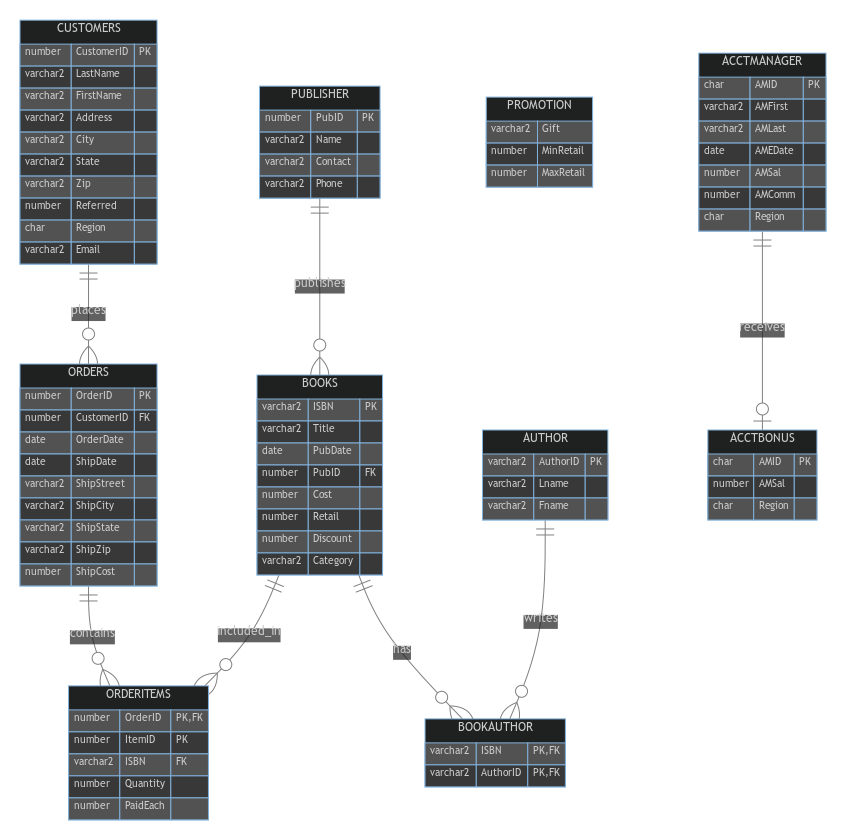 CUSTOMERS
number CustomerID PK
varchar2 LastName
varchar2 FirstName
varchar2 Address
varchar2 City
varchar2 State
varchar2 Zip
number Referred
char Region
varchar2 Email
PUBLISHER
number PubID PK
varchar2 Name
varchar2 Contact
varchar2 Phone
PROMOTION
varchar2 Gift
number MinRetail
number MaxRetail
ACCTMANAGER
char AMID PK
varchar2 AMFirst
varchar2 AMLast
date AMEDate
number AMSal
number AMComm
char Region
places
publishes
receives
ORDERS
number OrderID PK
number CustomerID FK
date OrderDate
date ShipDate
varchar2 ShipStreet
varchar2 ShipCity
varchar2 ShipState
varchar2 ShipZip
number ShipCost
BOOKS
varchar2 ISBN PK
varchar2 Title
date PubDate
number PubID FK
number Cost
number Retail
number Discount
varchar2 Category
AUTHOR
varchar2 AuthorID PK
varchar2 Lname
varchar2 Fname
ACCTBONUS
char AMID PK
number AMSal
char Region
contains
included_in
has
writes
ORDERITEMS
number OrderID PK,FK
number ItemID PK
varchar2 ISBN FK
number Quantity
number PaidEach
BOOKAUTHOR
varchar2 ISBN PK,FK
varchar2 AuthorID PK,FK